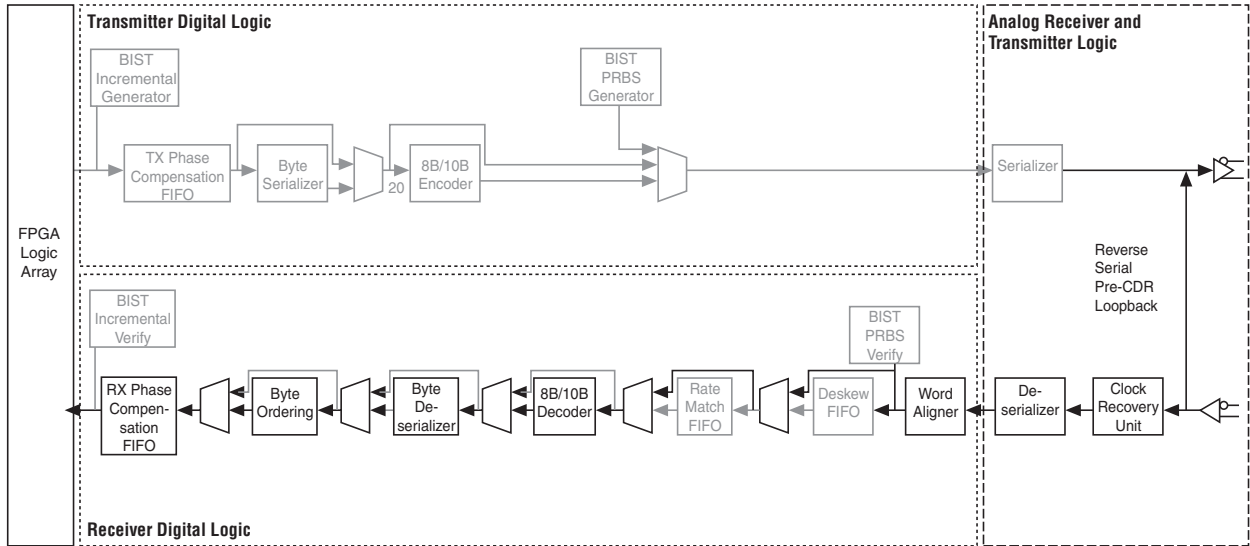 Transmitter Digital Logic
Analog Receiver and
Transmitter Logic
BIST
Incremental
Generator
BIST
PRBS
Generator
TX Phase
Compensation
FIFO
Byte
Serializer
20
8B/10B
Encoder
Serializer
FPGA
Logic
Array
Reverse
Serial
Pre-CDR
Loopback
BIST
Incremental
Verify
BIST
PRBS
Verify
RX Phase
Compen-
sation
FIFO
Byte
Ordering
Byte
De-
serializer
8B/10B
Decoder
Rate
Match
FIFO
Deskew
FIFO
Word
Aligner
De-
serializer
Clock
Recovery
Unit
Receiver Digital Logic